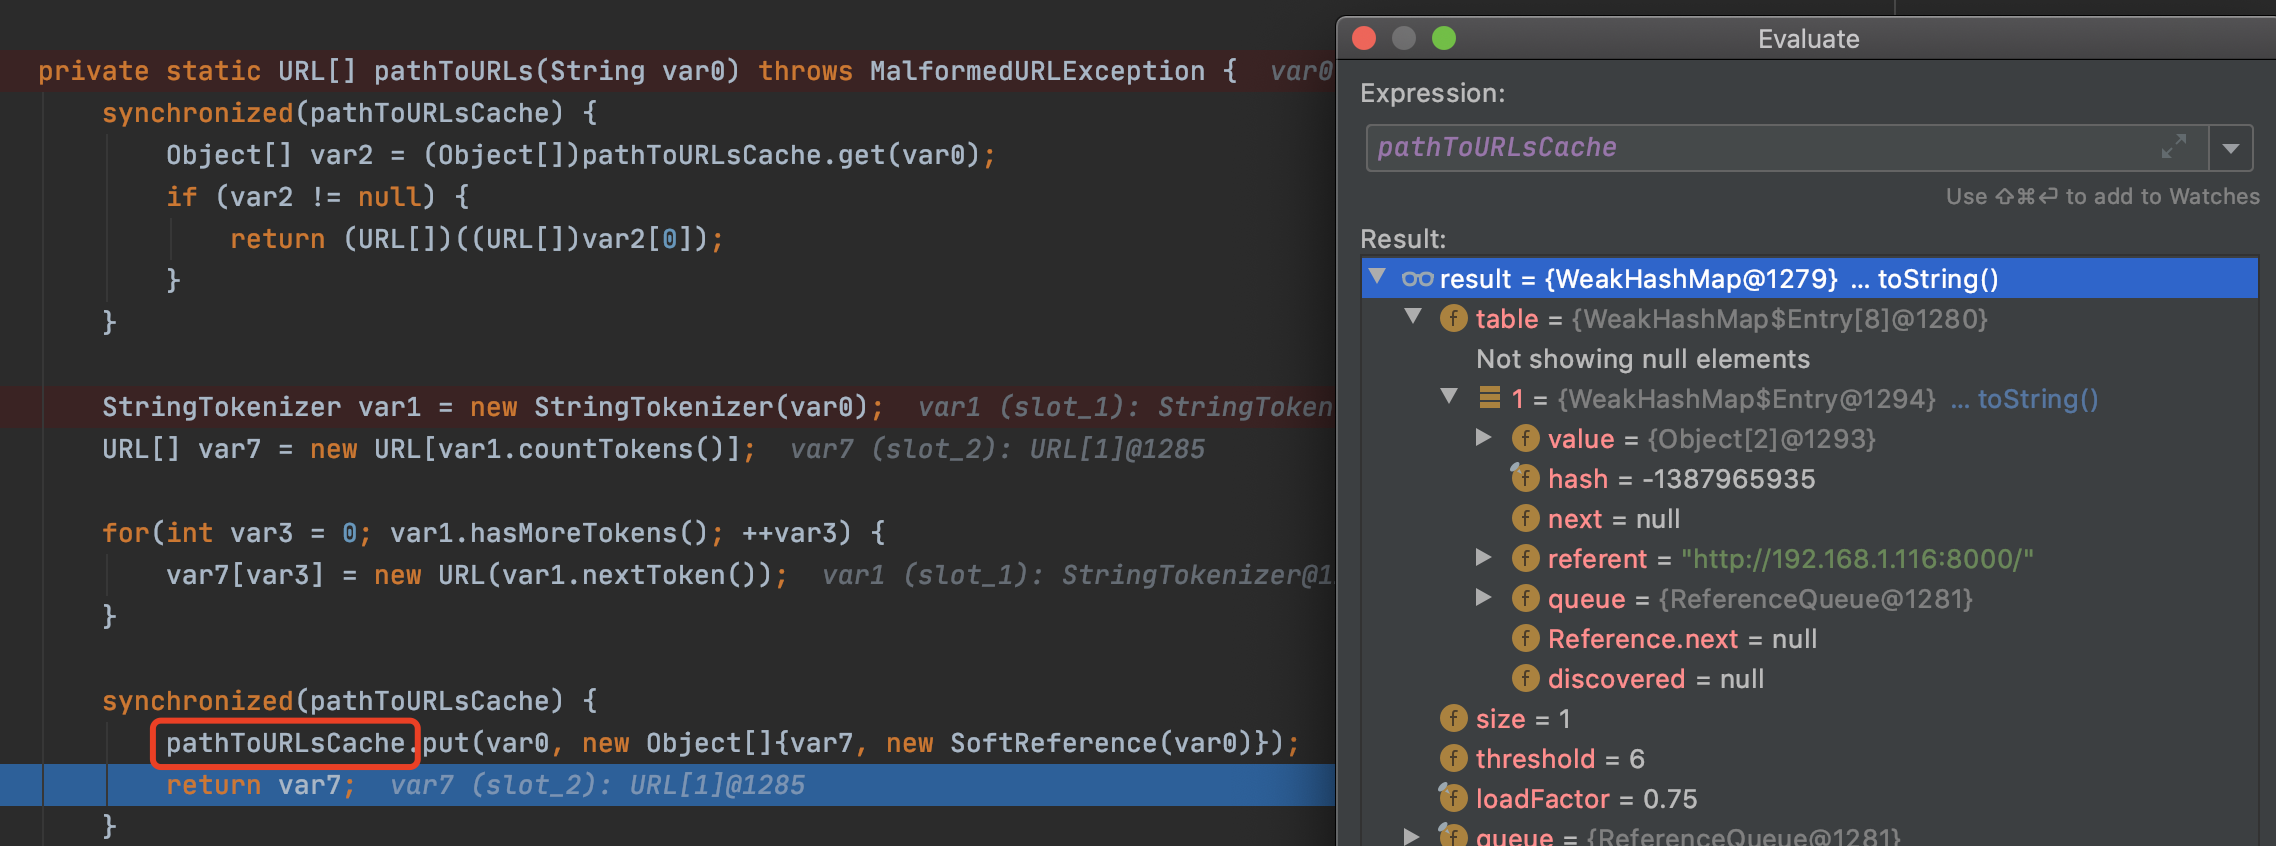 private static URL[] pathToURLs(String var0) throws MalformedURLException {  var0
synchronized(pathToURLsCache) {
Object[] var2 = (Object[])pathToURLsCache.get(var0);
if (var2 != null) {
return (URL[])((URL[])var2[0]);
}
}
StringTokenizer var1 = new StringTokenizer(var0);  var1 (slot_1): StringToken
URL[] var7 = new URL[var1.countTokens()];  var7 (slot_2): URL[1]@1285
for(int var3 = 0; var1.hasMoreTokens(); ++var3) {
var7[var3] = new URL(var1.nextToken());  var1 (slot_1): StringTokenizer@1
}
synchronized(pathToURLsCache) {
pathToURLsCache.put(var0, new Object[]{var7, new SoftReference(var0)});
return var7;  var7 (slot_2): URL[1]@1285
}
Evaluate
Expression:
pathToURLsCache
Use ⇧⌘⏎ to add to Watches
Result:
result = {WeakHashMap@1279} ... toString()
table = {WeakHashMap$Entry[8]@1280}
Not showing null elements
1 = {WeakHashMap$Entry@1294} ... toString()
value = {Object[2]@1293}
hash = -1387965935
next = null
referent = "http://192.168.1.116:8000/"
queue = {ReferenceQueue@1281}
Reference.next = null
discovered = null
size = 1
threshold = 6
loadFactor = 0.75
queue = {ReferenceQueue@1281}